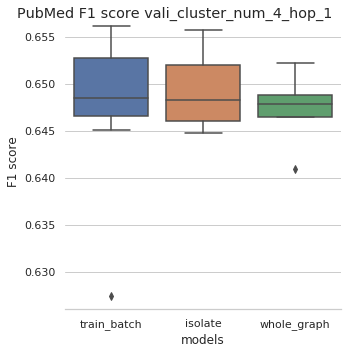 PubMed F1 score vali_cluster_num_4_hop_1
0.655
0.650
0.645
0.640
0.635
0.630
F1 score
train_batch isolate whole_graph
models